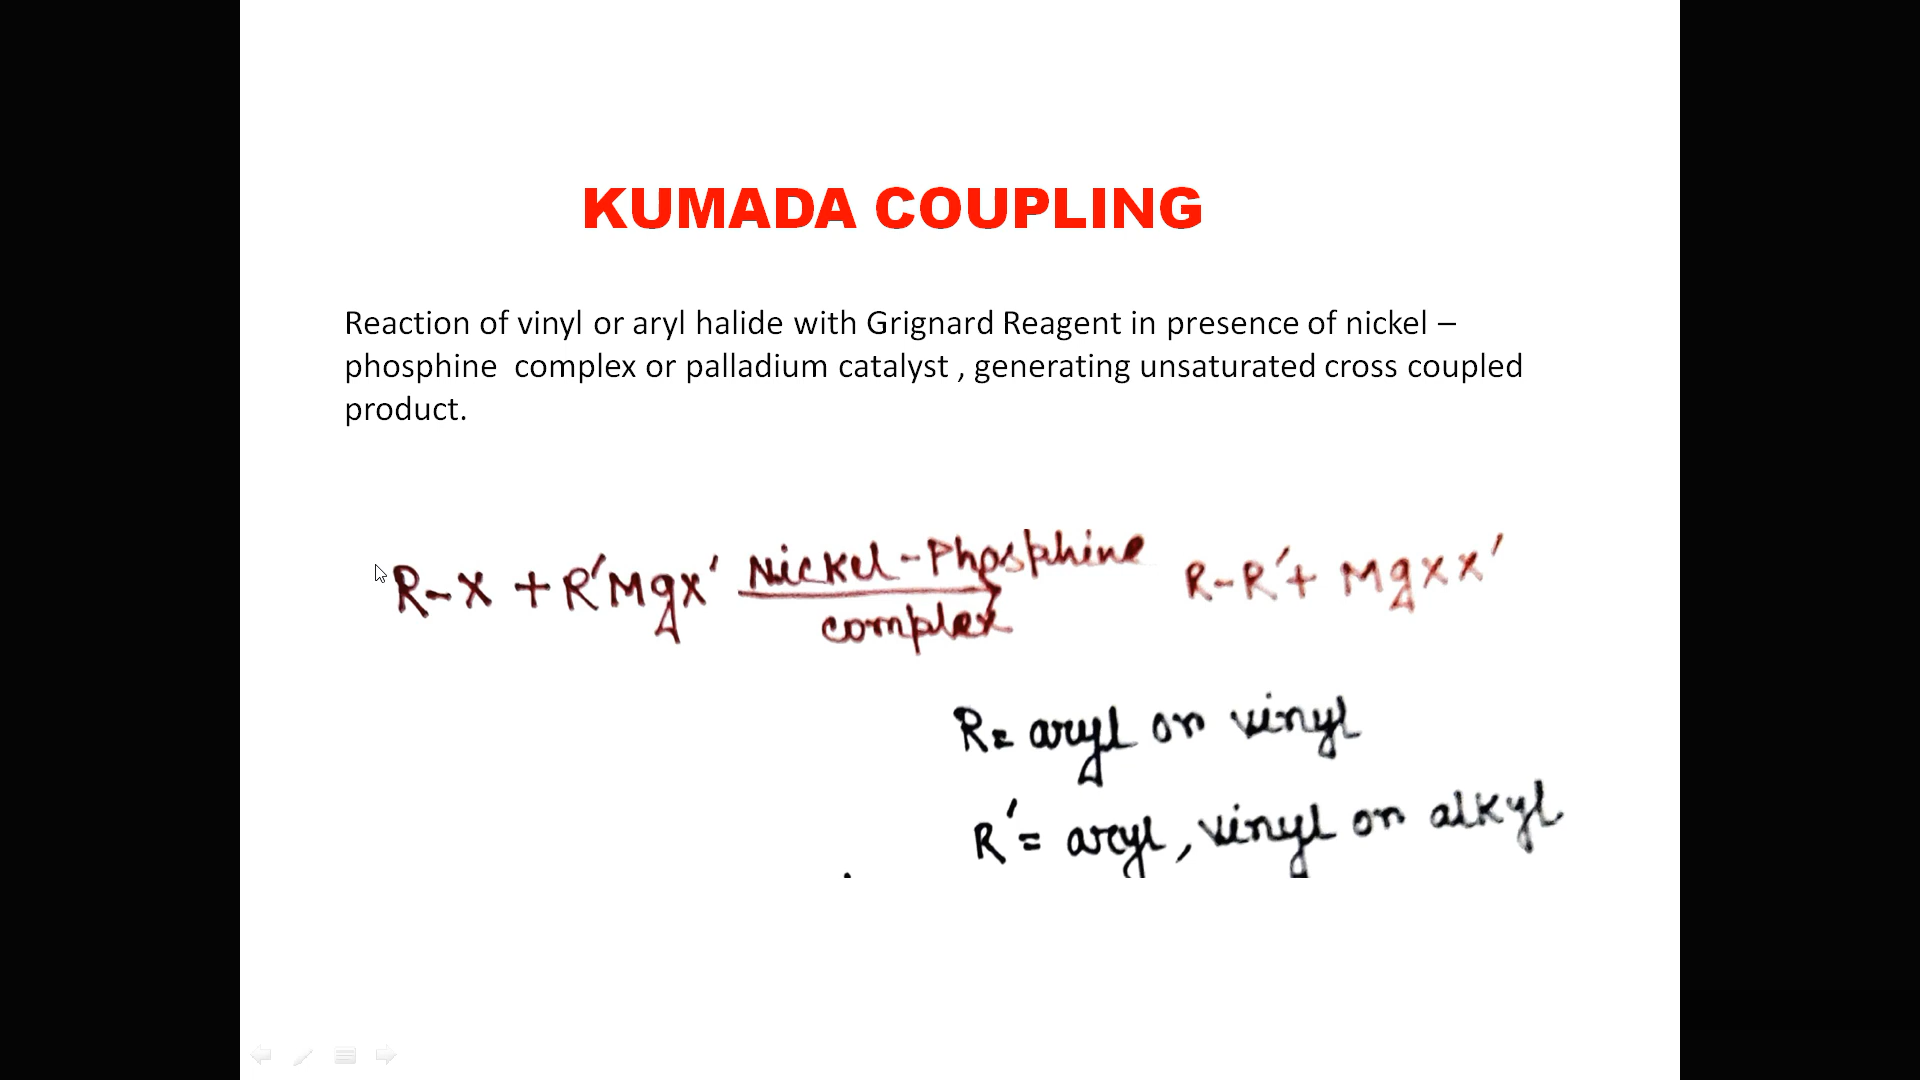 KUMADA COUPLING
Reaction of vinyl or aryl halide with Grignard Reagent in presence of nickel –
phosphine complex or palladium catalyst , generating unsaturated cross coupled
product.
R-X + R'MgX' Nickel-Phosphine R-R' + MgXX'
complex
R= aryl or vinyl
R'= aryl, vinyl or alkyl